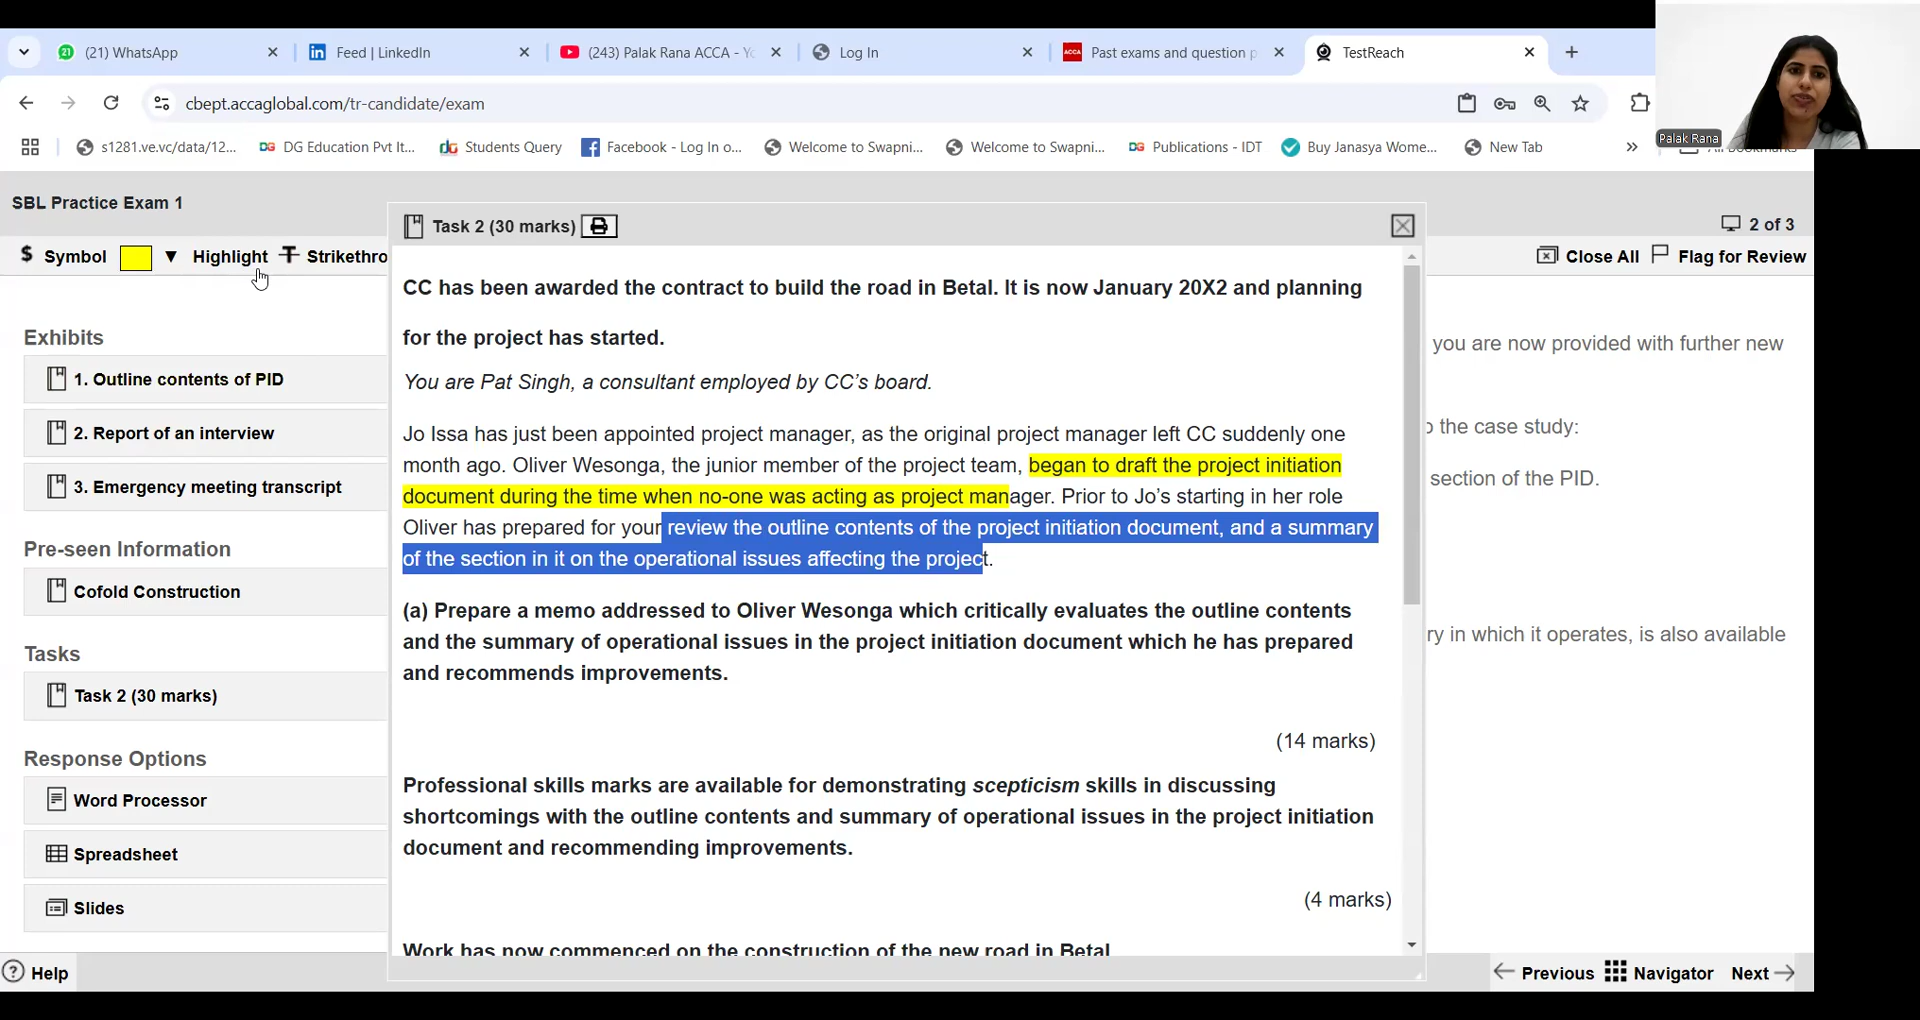 (21) WhatsApp
Feed | LinkedIn
(243) Palak Rana ACCA - Yo
Log In
ACCA
Past exams and question p
TestReach
cbept.accaglobal.com/tr-candidate/exam
s1281.ve.vc/data/12...
DG Education Pvt It...
Students Query
Facebook - Log In o...
Welcome to Swapni...
Welcome to Swapni...
Publications - IDT
Buy Janasya Wome...
New Tab
All Bookmarks
Palak Rana
SBL Practice Exam 1
2 of 3
Symbol
Highlight
Strikethro
Close All
Flag for Review
Exhibits
1. Outline contents of PID
2. Report of an interview
3. Emergency meeting transcript
Pre-seen Information
Cofold Construction
Tasks
Task 2 (30 marks)
Response Options
Word Processor
Spreadsheet
Slides
Help
Task 2 (30 marks)
CC has been awarded the contract to build the road in Betal. It is now January 20X2 and planning
for the project has started.
You are Pat Singh, a consultant employed by CC's board.
Jo Issa has just been appointed project manager, as the original project manager left CC suddenly one
month ago. Oliver Wesonga, the junior member of the project team, began to draft the project initiation
document during the time when no-one was acting as project manager. Prior to Jo's starting in her role
Oliver has prepared for your review the outline contents of the project initiation document, and a summary
of the section in it on the operational issues affecting the project.
(a) Prepare a memo addressed to Oliver Wesonga which critically evaluates the outline contents
and the summary of operational issues in the project initiation document which he has prepared
and recommends improvements.
(14 marks)
Professional skills marks are available for demonstrating scepticism skills in discussing
shortcomings with the outline contents and summary of operational issues in the project initiation
document and recommending improvements.
(4 marks)
Work has now commenced on the construction of the new road in Betal
you are now provided with further new
o the case study:
section of the PID.
ry in which it operates, is also available
Previous
Navigator
Next